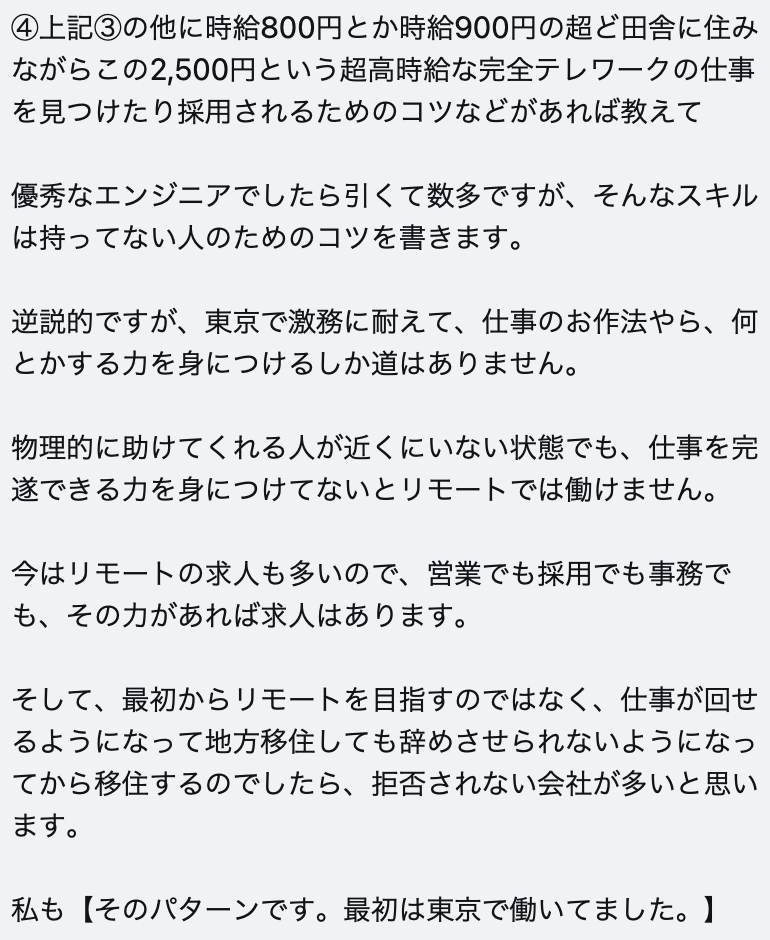 ④上記③の他に時給800円とか時給900円の超ど田舎に住み
ながらこの2,500円という超高時給な完全テレワークの仕事
を見つけたり採用されるためのコツなどがあれば教えて
優秀なエンジニアでしたら引くて数多ですが、そんなスキル
は持ってない人のためのコツを書きます。
逆説的ですが、東京で激務に耐えて、仕事のお作法やら、何
とかする力を身につけるしか道はありません。
物理的に助けてくれる人が近くにいない状態でも、仕事を完
遂できる力を身につけてないとリモートでは働けません。
今はリモートの求人も多いので、営業でも採用でも事務で
も、その力があれば求人はあります。
そして、最初からリモートを目指すのではなく、仕事が回せ
るようになって地方移住しても辞めさせられないようになっ
てから移住するのでしたら、拒否されない会社が多いと思い
ます。
私も【そのパターンです。最初は東京で働いてました。】